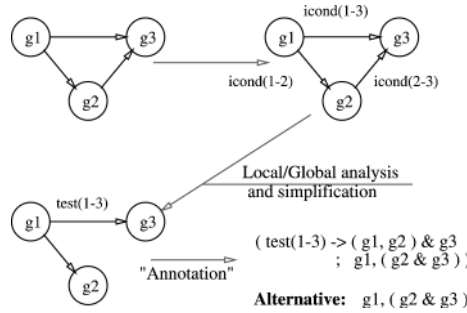 g1
g3
g2
icond(1-3)
g1
g3
icond(1-2)
icond(2-3)
g2
Local/Global analysis
and simplification
test(1-3)
g1
g3
g2
"Annotation"
( test(1-3) -> ( g1, g2 ) & g3
; g1, ( g2 & g3 ) )
Alternative: g1, ( g2 & g3 )